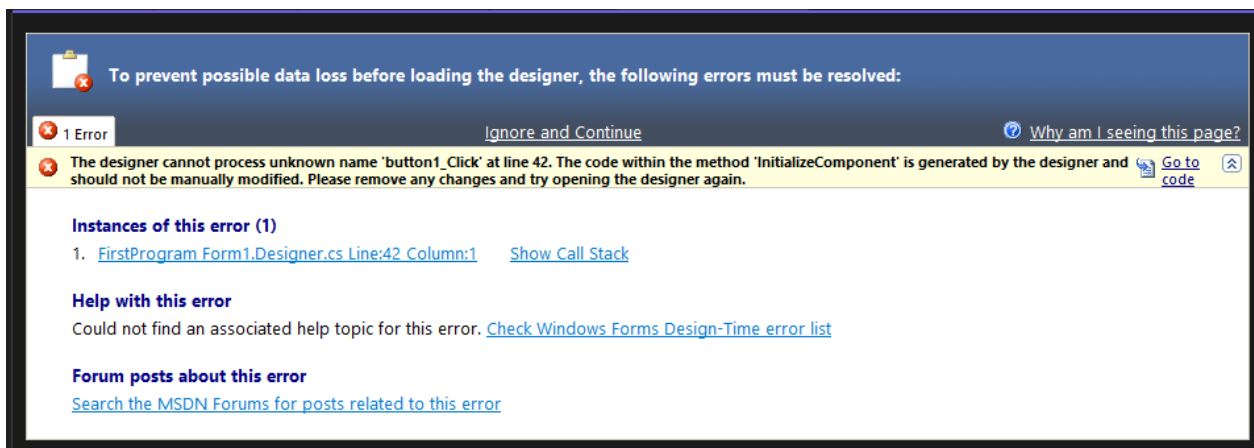 To prevent possible data loss before loading the designer, the following errors must be resolved:
1 Error
Ignore and Continue
Why am I seeing this page?
The designer cannot process unknown name 'button1_Click' at line 42. The code within the method 'InitializeComponent' is generated by the designer and
should not be manually modified. Please remove any changes and try opening the designer again.
Go to
code
Instances of this error (1)
1. FirstProgram Form1.Designer.cs Line:42 Column:1 Show Call Stack
Help with this error
Could not find an associated help topic for this error. Check Windows Forms Design-Time error list
Forum posts about this error
Search the MSDN Forums for posts related to this error